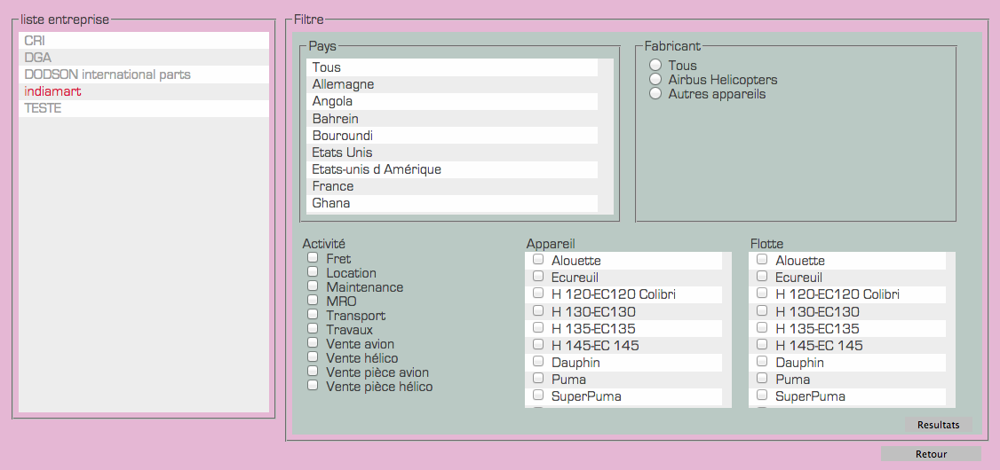 liste entreprise
CRI
DGA
DODSON international parts
indiamart
TESTE
Filtre
Pays
Tous
Allemagne
Angola
Bahrein
Bouroundi
Etats Unis
Etats-unis d Amérique
France
Ghana
Fabricant
Tous
Airbus Helicopters
Autres appareils
Activité
Fret
Location
Maintenance
MRO
Transport
Travaux
Vente avion
Vente hélico
Vente pièce avion
Vente pièce hélico
Appareil
Alouette
Ecureuil
H 120-EC120 Colibri
H 130-EC130
H 135-EC135
H 145-EC 145
Dauphin
Puma
SuperPuma
Flotte
Alouette
Ecureuil
H 120-EC120 Colibri
H 130-EC130
H 135-EC135
H 145-EC 145
Dauphin
Puma
SuperPuma
Resultats
Retour